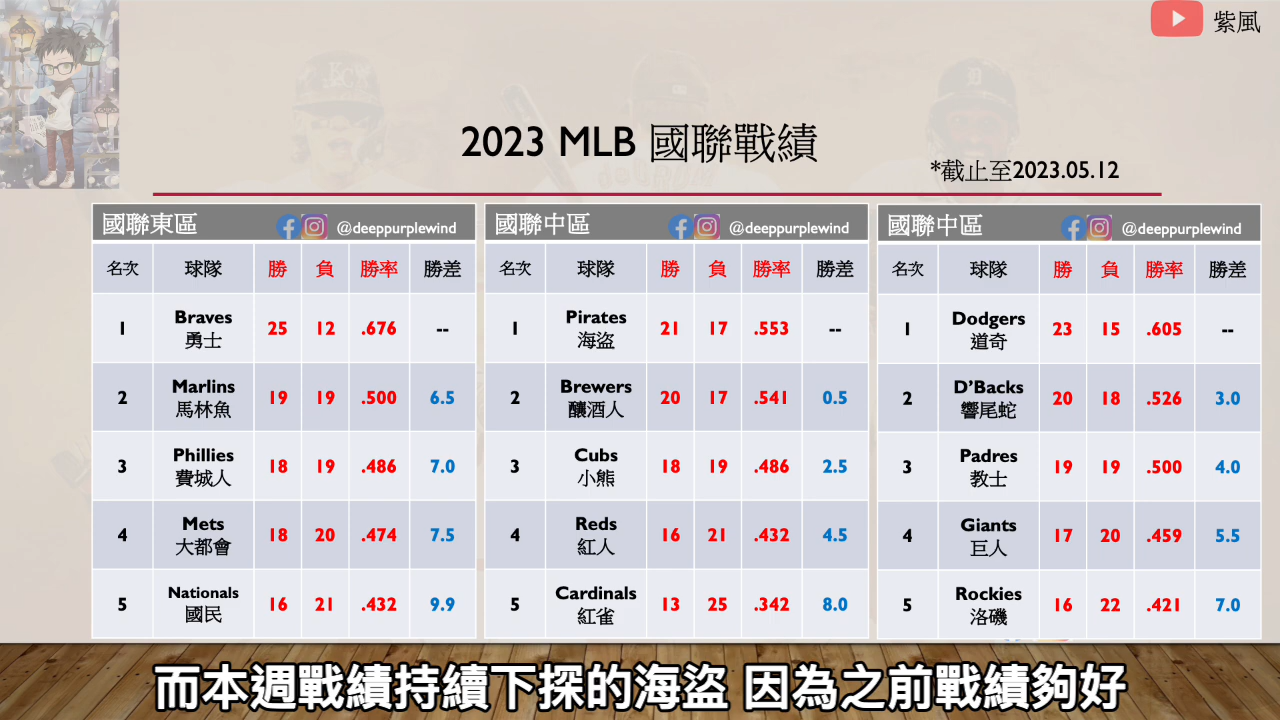 紫風
2023 MLB 國聯戰績
*截止至2023.05.12
國聯東區 @deeppurplewind
名次 球隊 勝 負 勝率 勝差
1 Braves 勇士 25 12 .676 --
2 Marlins 馬林魚 19 19 .500 6.5
3 Phillies 費城人 18 19 .486 7.0
4 Mets 大都會 18 20 .474 7.5
5 Nationals 國民 16 21 .432 9.9
國聯中區 @deeppurplewind
名次 球隊 勝 負 勝率 勝差
1 Pirates 海盜 21 17 .553 --
2 Brewers 釀酒人 20 17 .541 0.5
3 Cubs 小熊 18 19 .486 2.5
4 Reds 紅人 16 21 .432 4.5
5 Cardinals 紅雀 13 25 .342 8.0
國聯中區 @deeppurplewind
名次 球隊 勝 負 勝率 勝差
1 Dodgers 道奇 23 15 .605 --
2 D'Backs 響尾蛇 20 18 .526 3.0
3 Padres 教士 19 19 .500 4.0
4 Giants 巨人 17 20 .459 5.5
5 Rockies 洛磯 16 22 .421 7.0
而本週戰績持續下探的海盜 因為之前戰績夠好